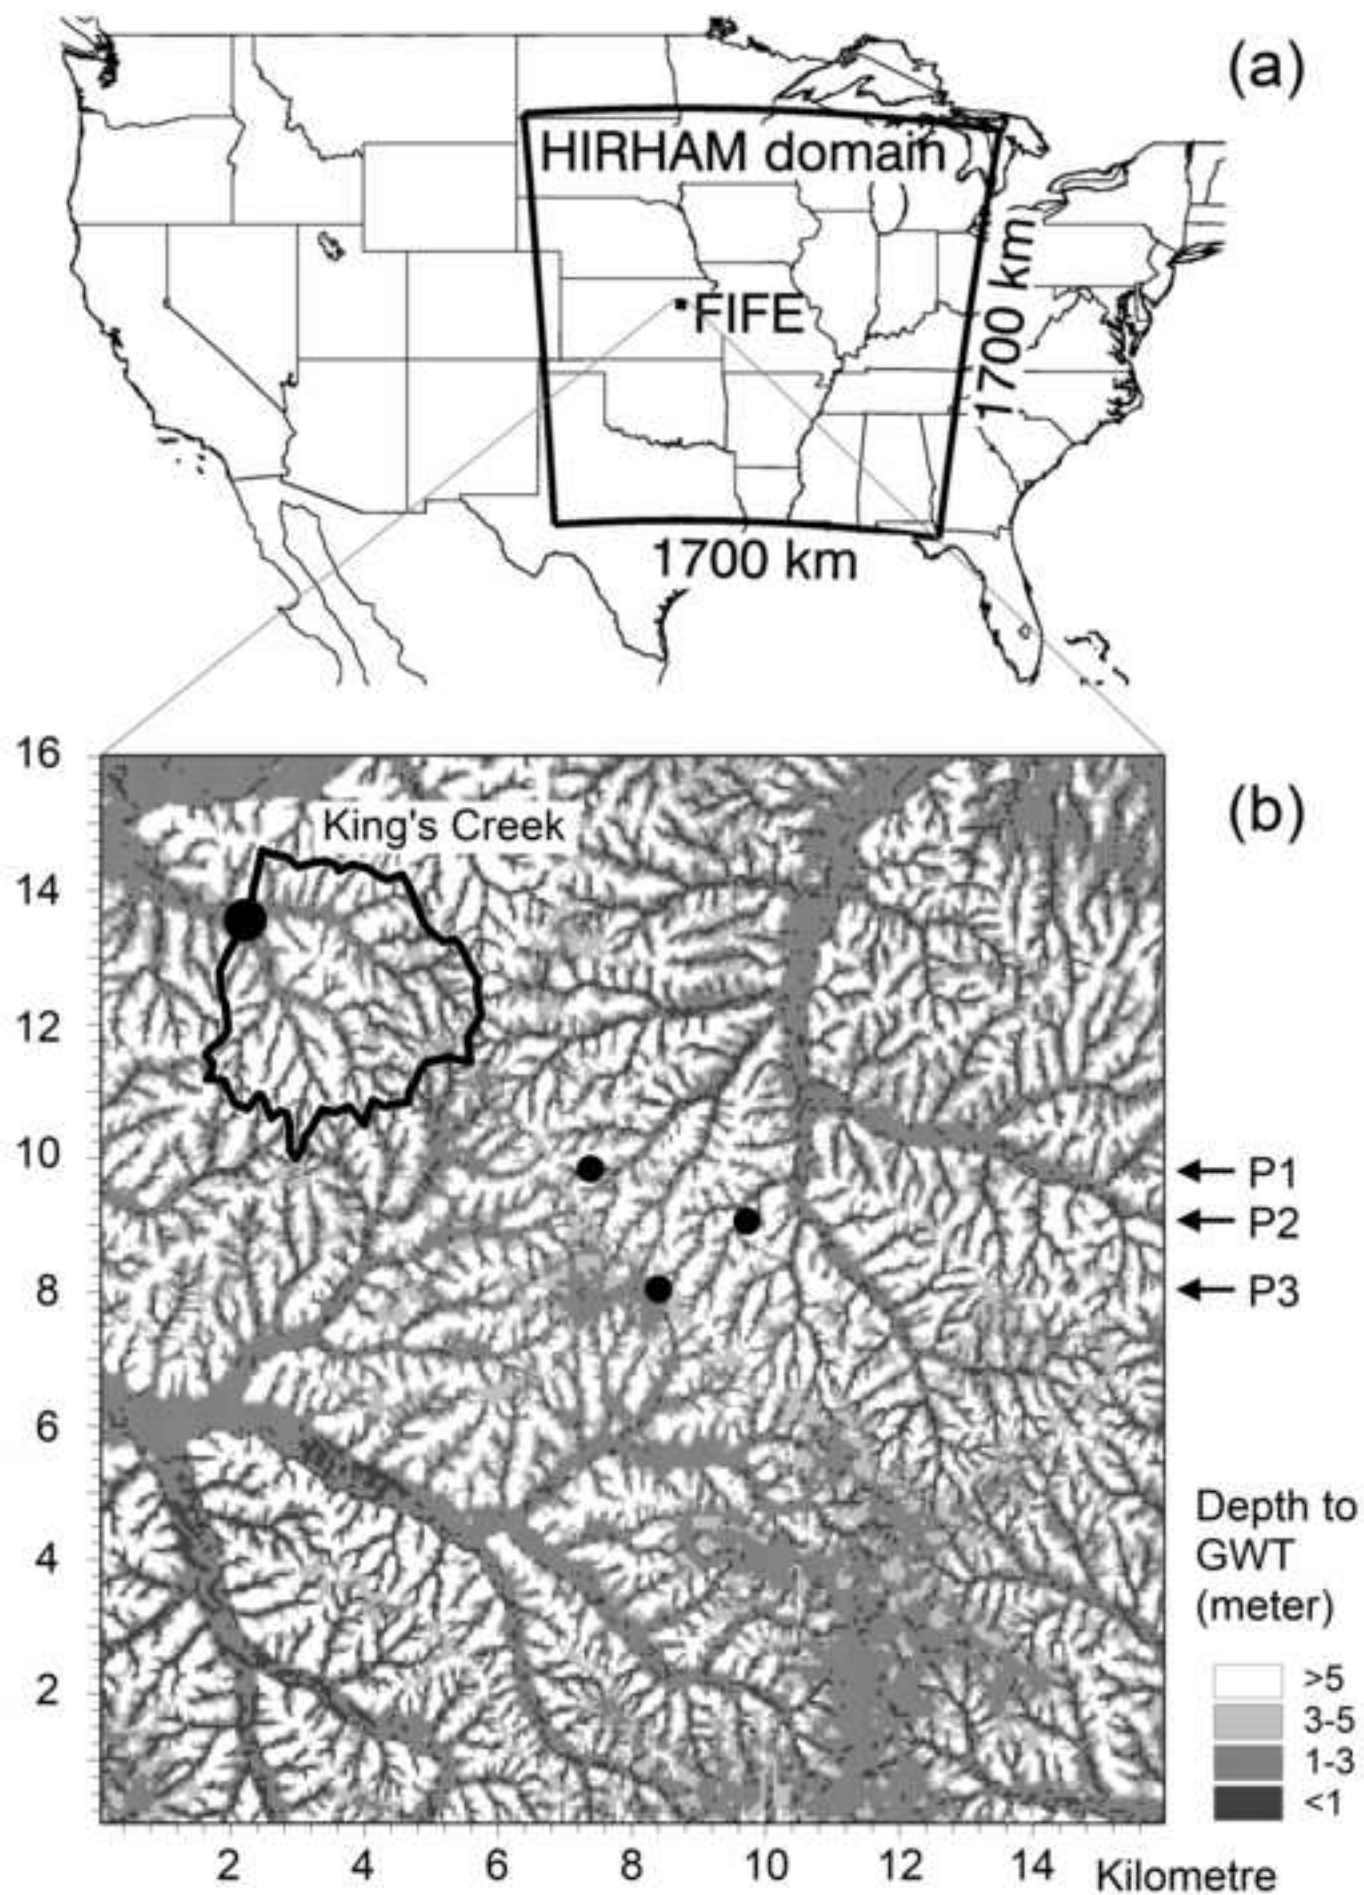 (a)
HIRHAM domain
FIFE
1700 km
1700 km
(b)
King's Creek
16
14
12
10
8
6
4
2
P1
P2
P3
Depth to
GWT
(meter)
>5
3-5
1-3
<1
2 4 6 8 10 12 14 Kilometre